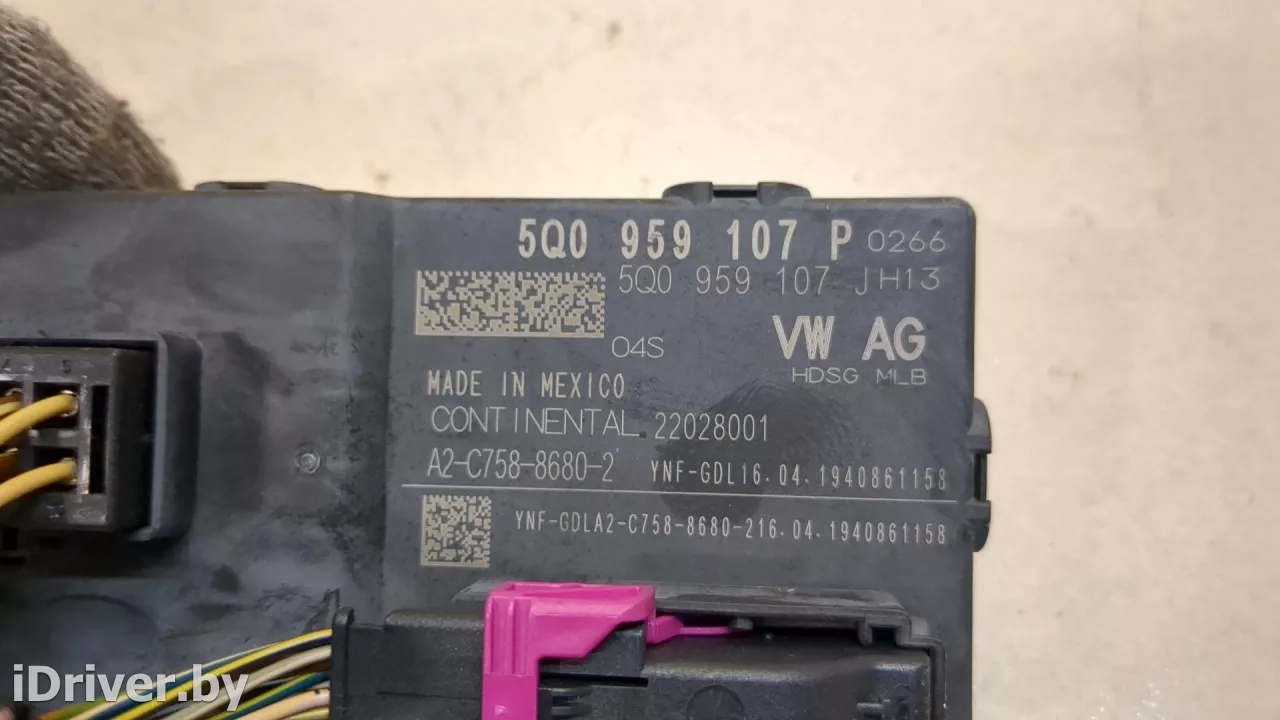 5Q0 959 107 P 0266
5Q0 959 107 J H13
04S
VW AG
HDSG MLB
MADE IN MEXICO
CONTINENTAL 22028001
A2-C758-8680-2 YNF-GDL16.04.1940861158
YNF-GDLA2-C758-8680-216.04.1940861158
5
iDriver.by